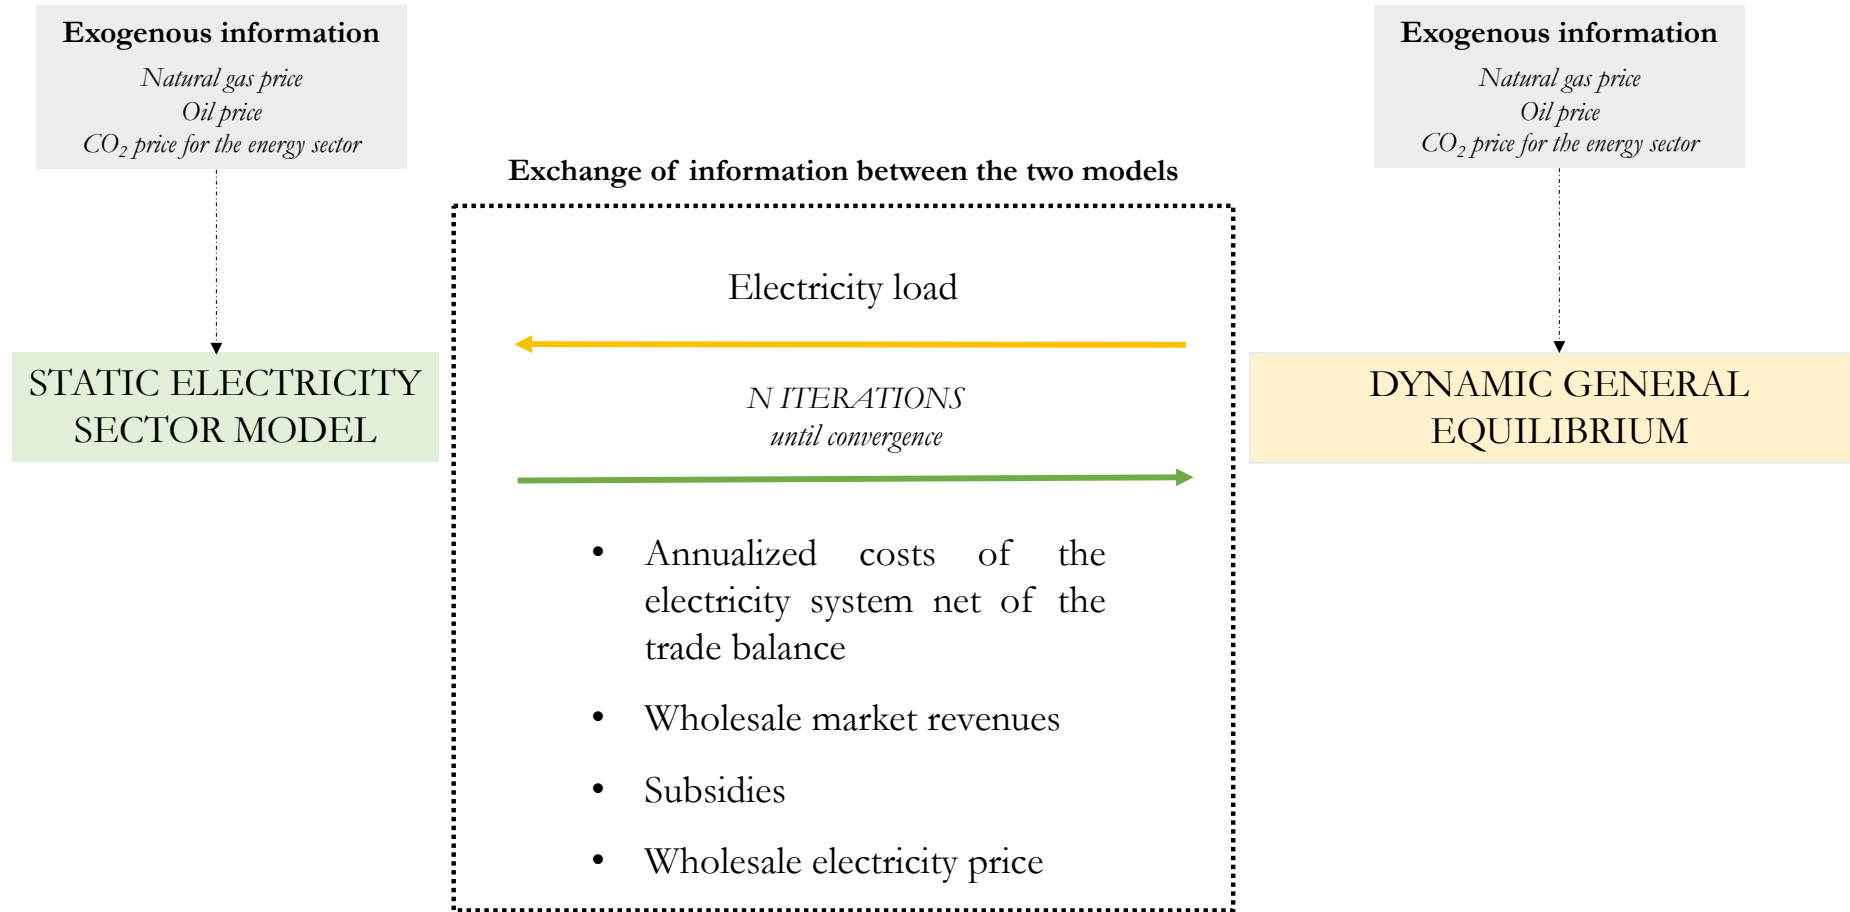 Exogenous information
Natural gas price
Oil price
CO₂ price for the energy sector
Exogenous information
Natural gas price
Oil price
CO₂ price for the energy sector
Exchange of information between the two models
Electricity load
STATIC ELECTRICITY
SECTOR MODEL
N ITERATIONS
until convergence
DYNAMIC GENERAL
EQUILIBRIUM
• Annualized costs of the
electricity system net of the
trade balance
• Wholesale market revenues
• Subsidies
• Wholesale electricity price